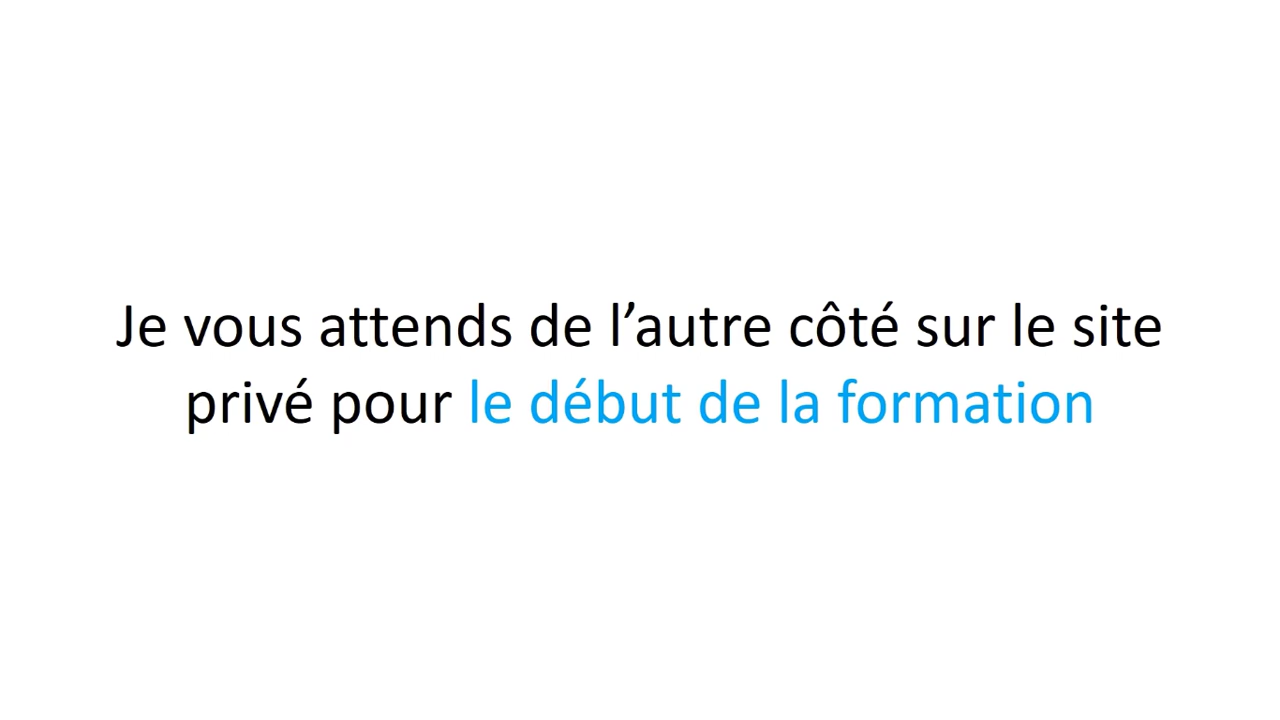 Je vous attends de l’autre côté sur le site
privé pour le début de la formation